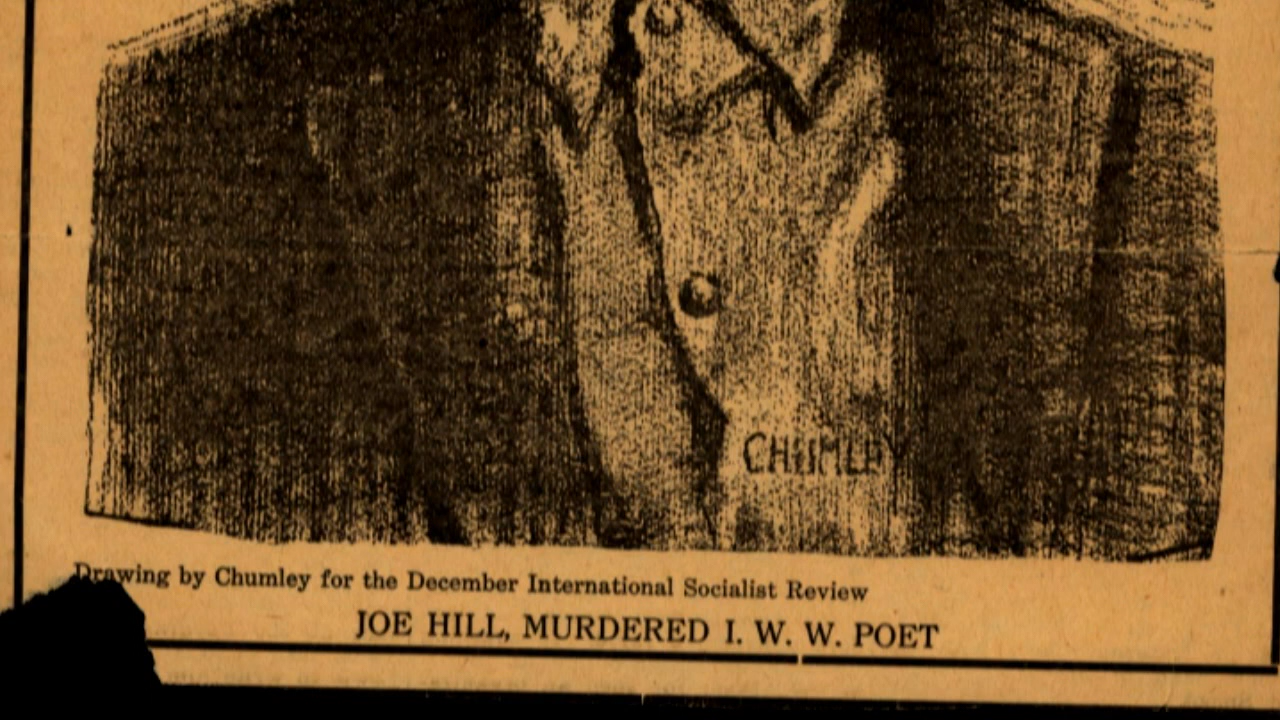 CHUMLEY
Drawing by Chumley for the December International Socialist Review
JOE HILL, MURDERED I. W. W. POET